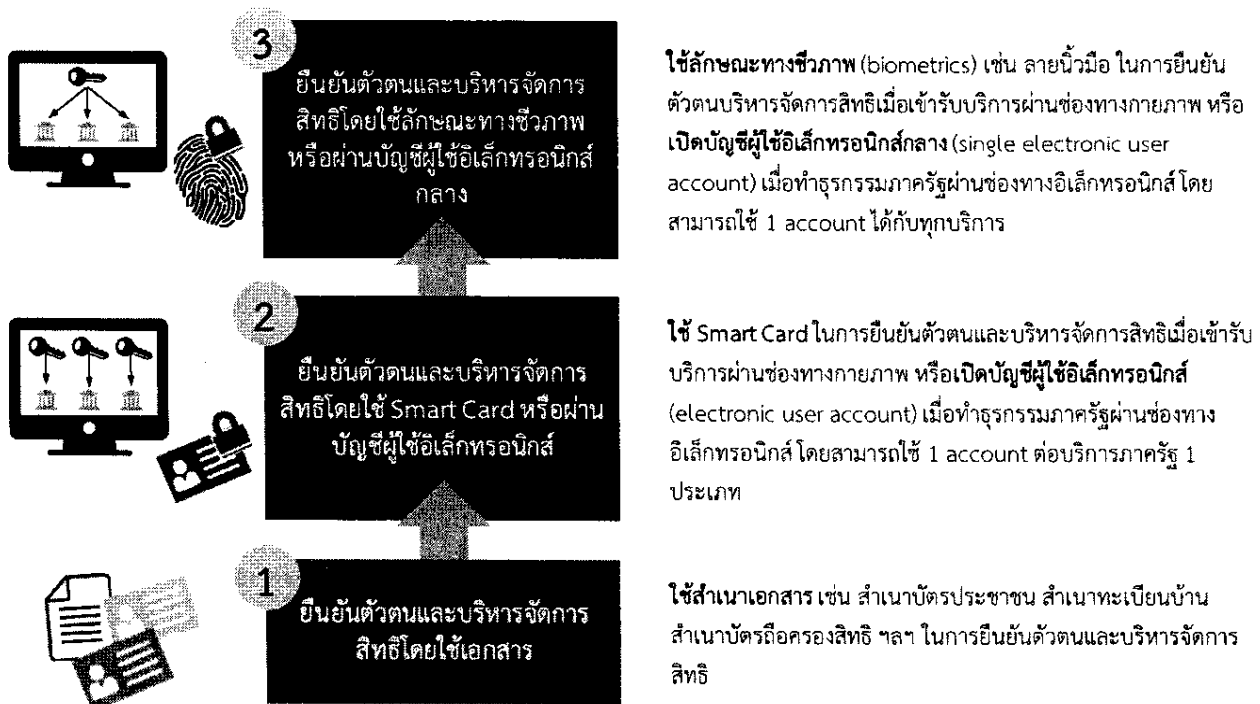 3
ยืนยันตัวตนและบริหารจัดการ
สิทธิโดยใช้ลักษณะทางชีวภาพ
หรือผ่านบัญชีผู้ใช้อิเล็กทรอนิกส์
กลาง
ใช้ลักษณะทางชีวภาพ (biometrics) เช่น ลายนิ้วมือ ในการยืนยัน
ตัวตนบริหารจัดการสิทธิเมื่อเข้ารับบริการผ่านช่องทางกายภาพ หรือ
เปิดบัญชีผู้ใช้อิเล็กทรอนิกส์กลาง (single electronic user
account) เมื่อทำธุรกรรมภาครัฐผ่านช่องทางอิเล็กทรอนิกส์ โดย
สามารถใช้ 1 account ได้กับทุกบริการ
2
ยืนยันตัวตนและบริหารจัดการ
สิทธิโดยใช้ Smart Card หรือผ่าน
บัญชีผู้ใช้อิเล็กทรอนิกส์
ใช้ Smart Card ในการยืนยันตัวตนและบริหารจัดการสิทธิเมื่อเข้ารับ
บริการผ่านช่องทางกายภาพ หรือเปิดบัญชีผู้ใช้อิเล็กทรอนิกส์
(electronic user account) เมื่อทำธุรกรรมภาครัฐผ่านช่องทาง
อิเล็กทรอนิกส์ โดยสามารถใช้ 1 account ต่อบริการภาครัฐ 1
ประเภท
1
ยืนยันตัวตนและบริหารจัดการ
สิทธิโดยใช้เอกสาร
ใช้สำเนาเอกสาร เช่น สำเนาบัตรประชาชน สำเนาทะเบียนบ้าน
สำเนาบัตรถือครองสิทธิ ฯลฯ ในการยืนยันตัวตนและบริหารจัดการ
สิทธิ